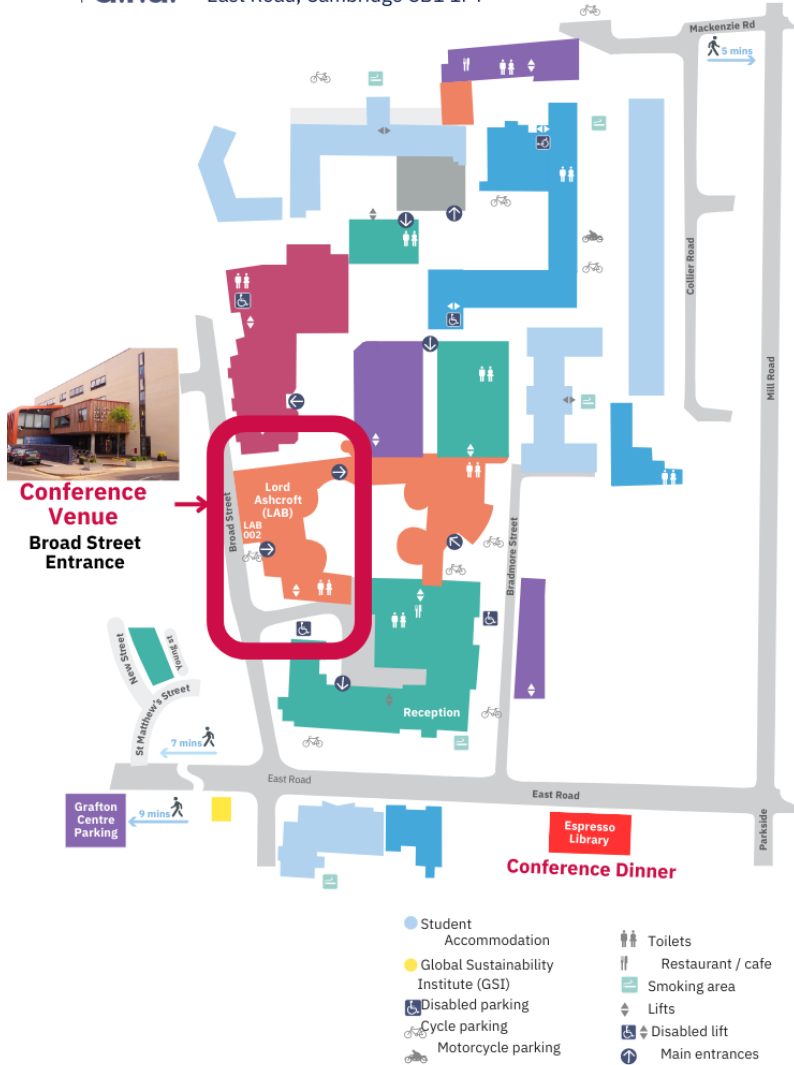 East Road, Cambridge CB1 1PT
Mackenzie Rd
5 mins
Collier Road
Mill Road
Conference
Venue
Broad Street
Entrance
Broad Street
Lord
Ashcroft
(LAB)
LAB
002
Bradmore Street
New Street
Young st
St Matthew's Street
7 mins
Reception
East Road
East Road
Parkside
Grafton
Centre
Parking
9 mins
Espresso
Library
Conference Dinner
Student
Accommodation
Global Sustainability
Institute (GSI)
Disabled parking
Cycle parking
Motorcycle parking
Toilets
Restaurant / cafe
Smoking area
Lifts
Disabled lift
Main entrances